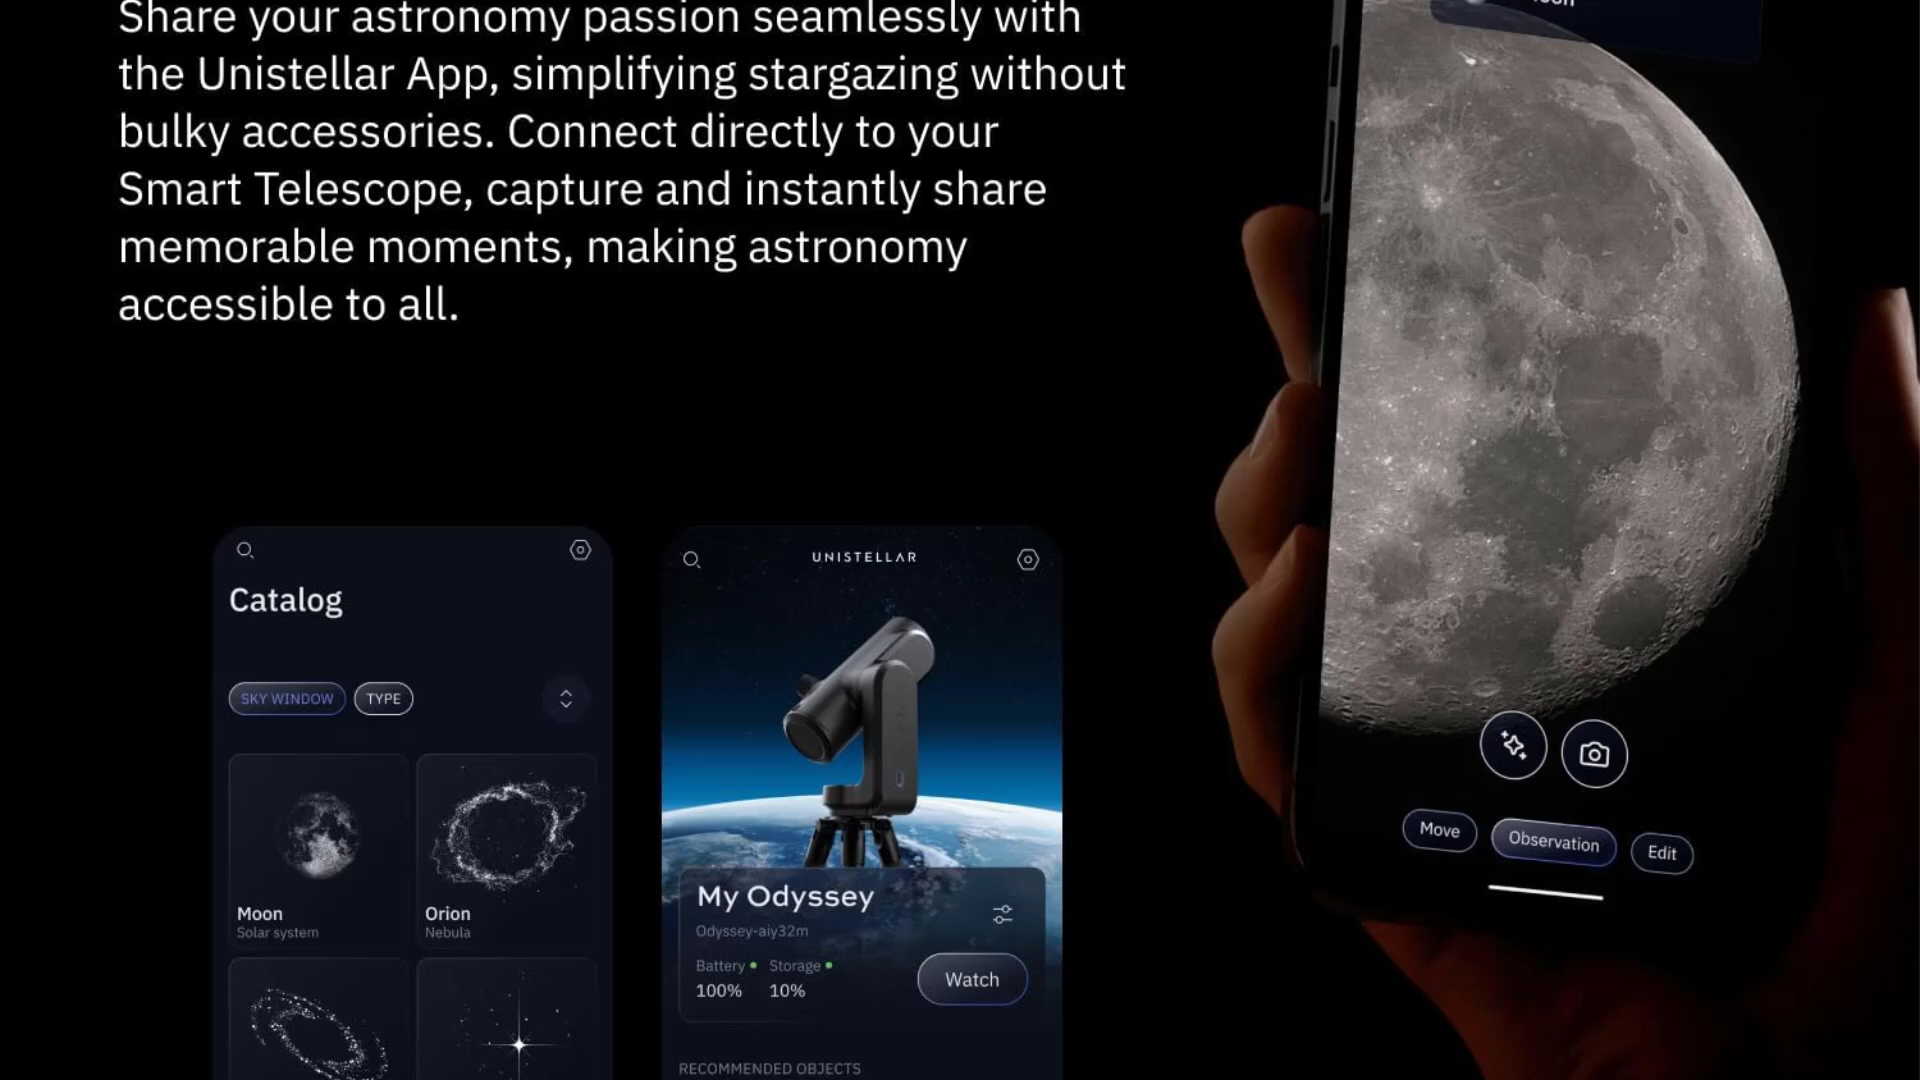 Share your astronomy passion seamlessly with
the Unistellar App, simplifying stargazing without
bulky accessories. Connect directly to your
Smart Telescope, capture and instantly share
memorable moments, making astronomy
accessible to all.
Catalog
SKY WINDOW TYPE
Moon
Solar system
Orion
Nebula
UNISTELLAR
My Odyssey
Odyssey-aiy32m
Battery Storage
100% 10%
Watch
RECOMMENDED OBJECTS
Moon
Move Observation Edit